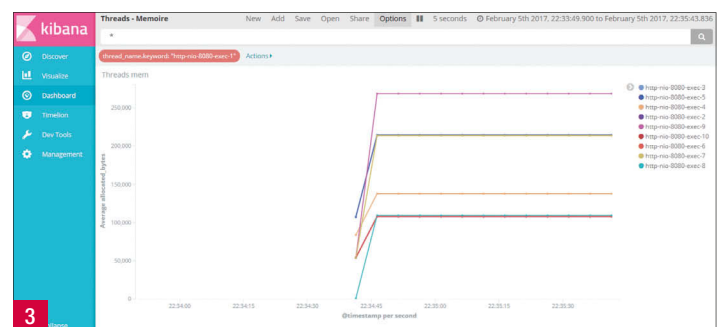 kibana
Discover
Visualize
Dashboard
Timelion
Dev Tools
Management
3
Threads - Memoire
New Add Save Open Share Options 5 seconds February 5th 2017, 22:33:49.900 to February 5th 2017, 22:35:43.836
*
thread_name.keyword: "http-nio-8080-exec-1" Actions
Threads mem
Average allocated_bytes
250,000
200,000
150,000
100,000
50,000
0
22:34:00 22:34:15 22:34:30 22:34:45 22:35:00 22:35:15 22:35:30
@timestamp per second
http-nio-8080-exec-3
http-nio-8080-exec-5
http-nio-8080-exec-4
http-nio-8080-exec-2
http-nio-8080-exec-9
http-nio-8080-exec-10
http-nio-8080-exec-6
http-nio-8080-exec-7
http-nio-8080-exec-8